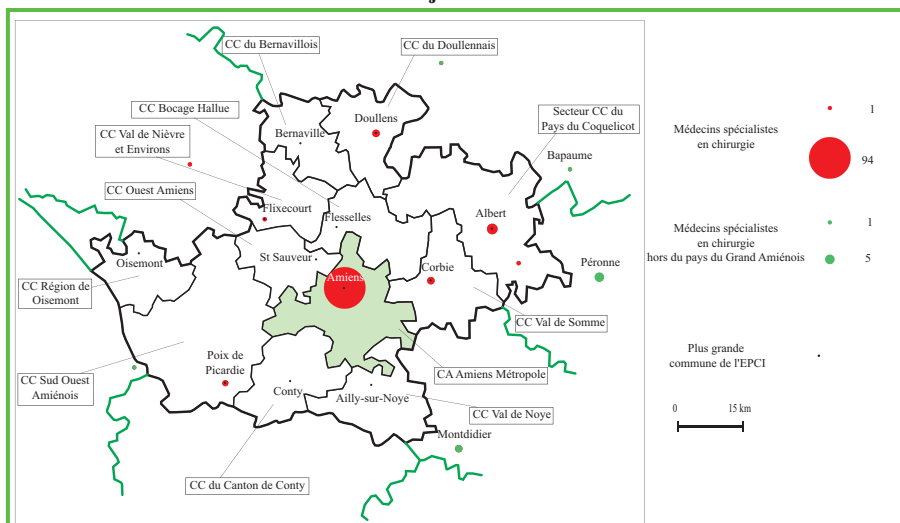 CC du Bernavillois
CC du Doullennais
CC Bocage Hallue
Secteur CC du
Pays du Coquelicot
CC Val de Nièvre
et Environs
Bernaville
Doullens
Bapaume
CC Ouest Amiens
Flixecourt
Flesselles
Albert
Oisemont
St Sauveur
Amiens
Corbie
Péronne
CC Région de
Oisemont
CC Val de Somme
CC Sud Ouest
Amiénois
Poix de
Picardie
CA Amiens Métropole
Conty
Ailly-sur-Noye
CC Val de Noye
Montdidier
CC du Canton de Conty
Médecins spécialistes
en chirurgie
1
94
Médecins spécialistes
en chirurgie
hors du pays du Grand Amiénois
1
5
Plus grande
commune de l'EPCI
0 15 km